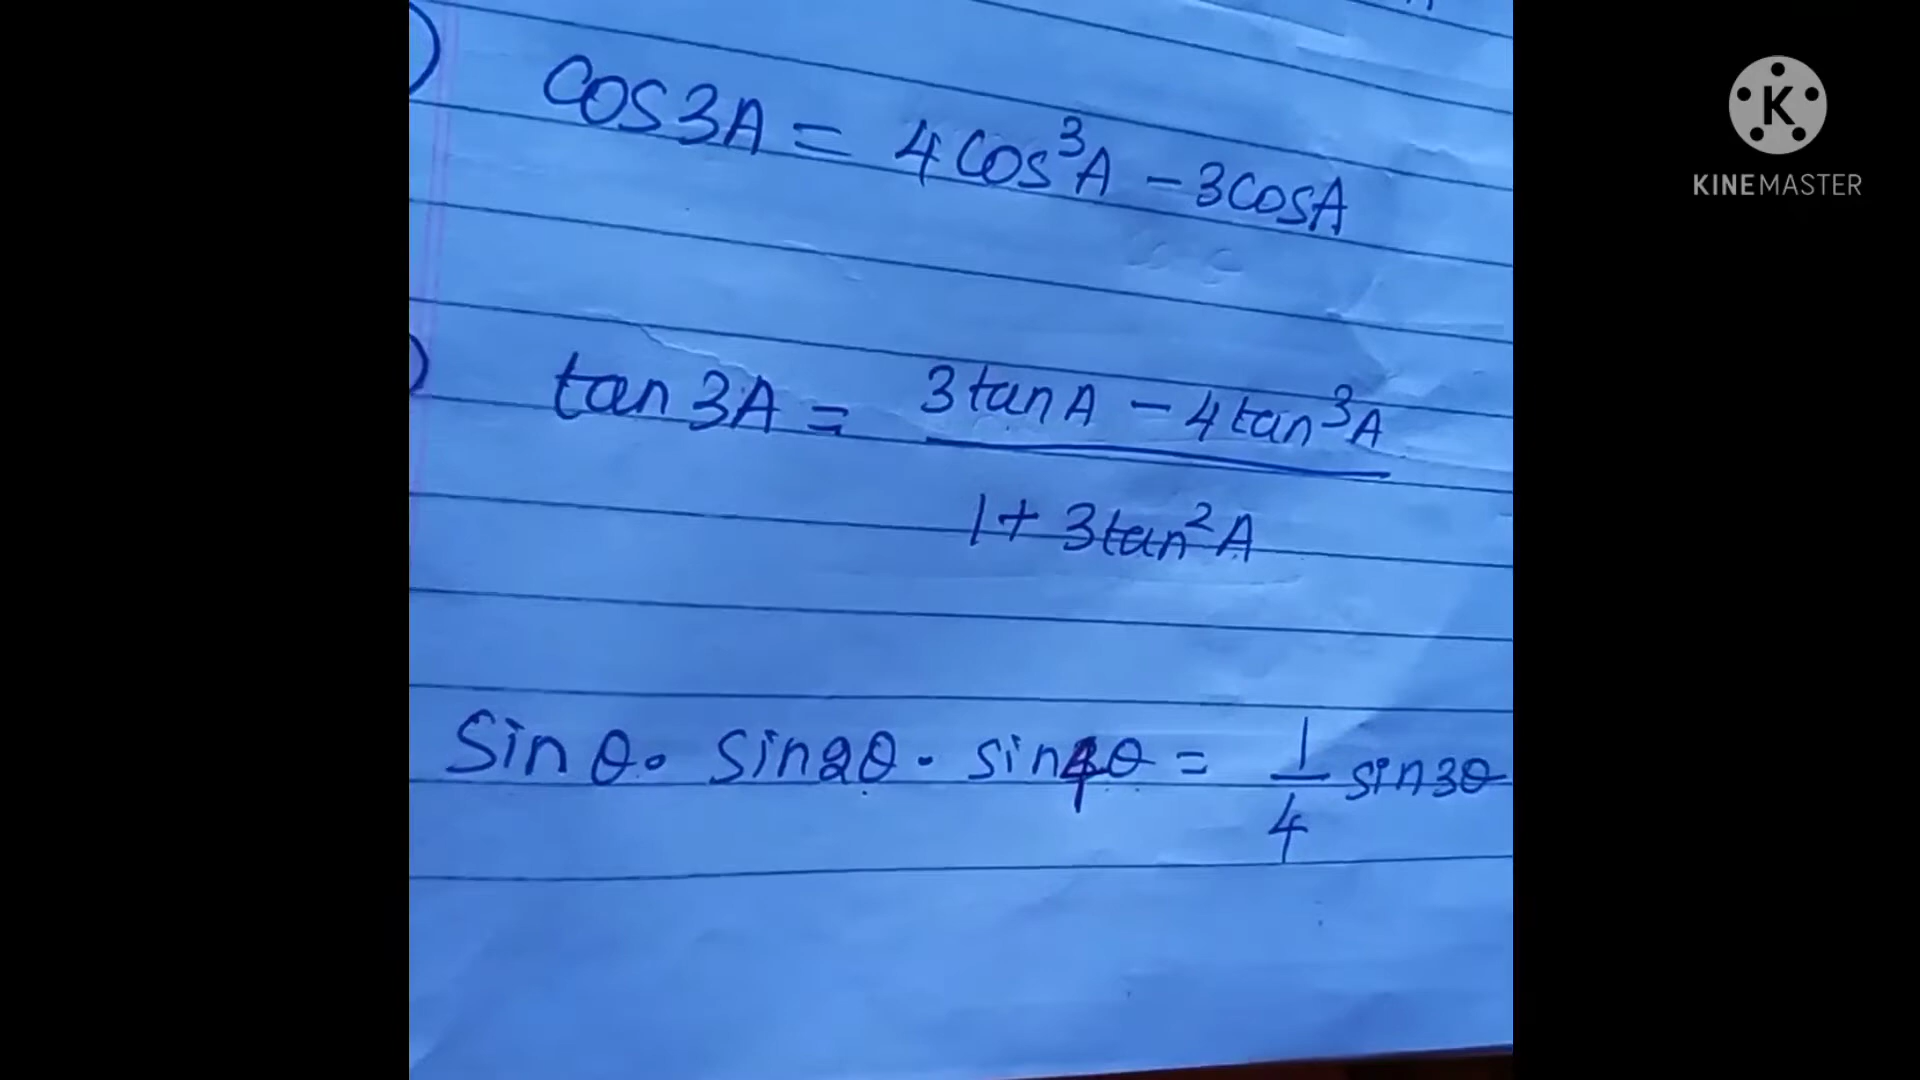 cos3A = 4cos³A - 3cosA
K
KINEMASTER
tan3A = 3tanA - 4tan³A
1 + 3tan²A
Sinθ. Sin2θ. sin4θ = 1/4 sin3θ